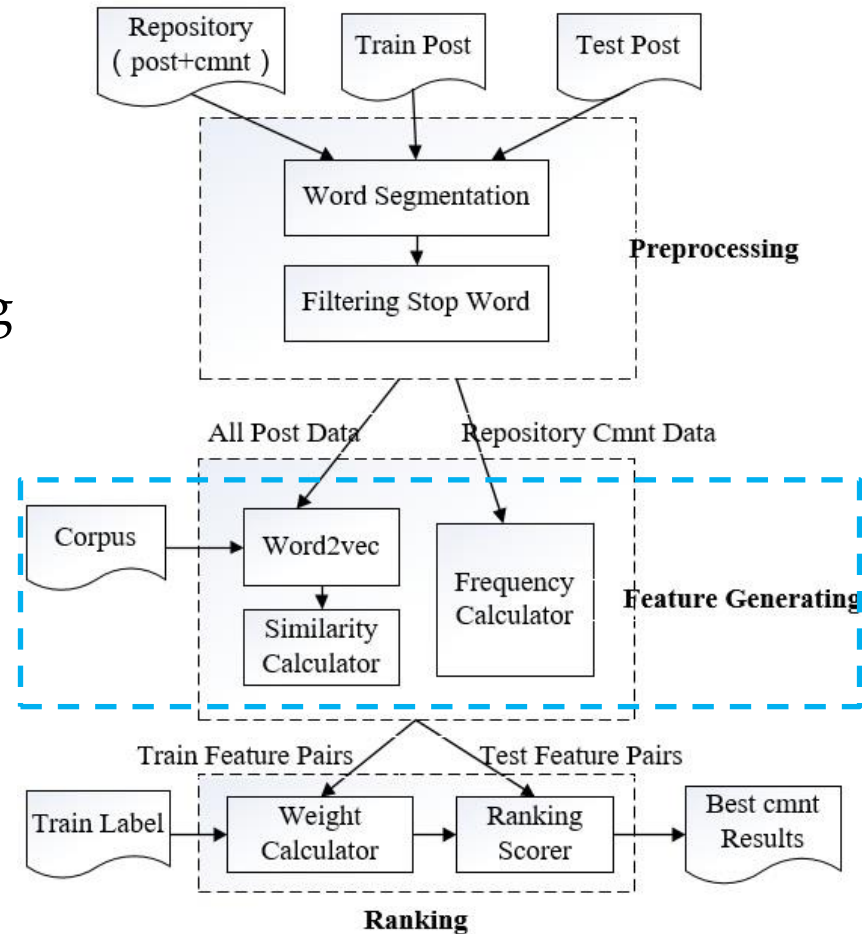 Repository
( post+cmnt )
Train Post
Test Post
Word Segmentation
Preprocessing
Filtering Stop Word
g
All Post Data
Repository Cmnt Data
Corpus
Word2vec
Frequency
Calculator
Feature Generating
Similarity
Calculator
Train Feature Pairs
Test Feature Pairs
Train Label
Weight
Calculator
Ranking
Scorer
Best cmnt
Results
Ranking